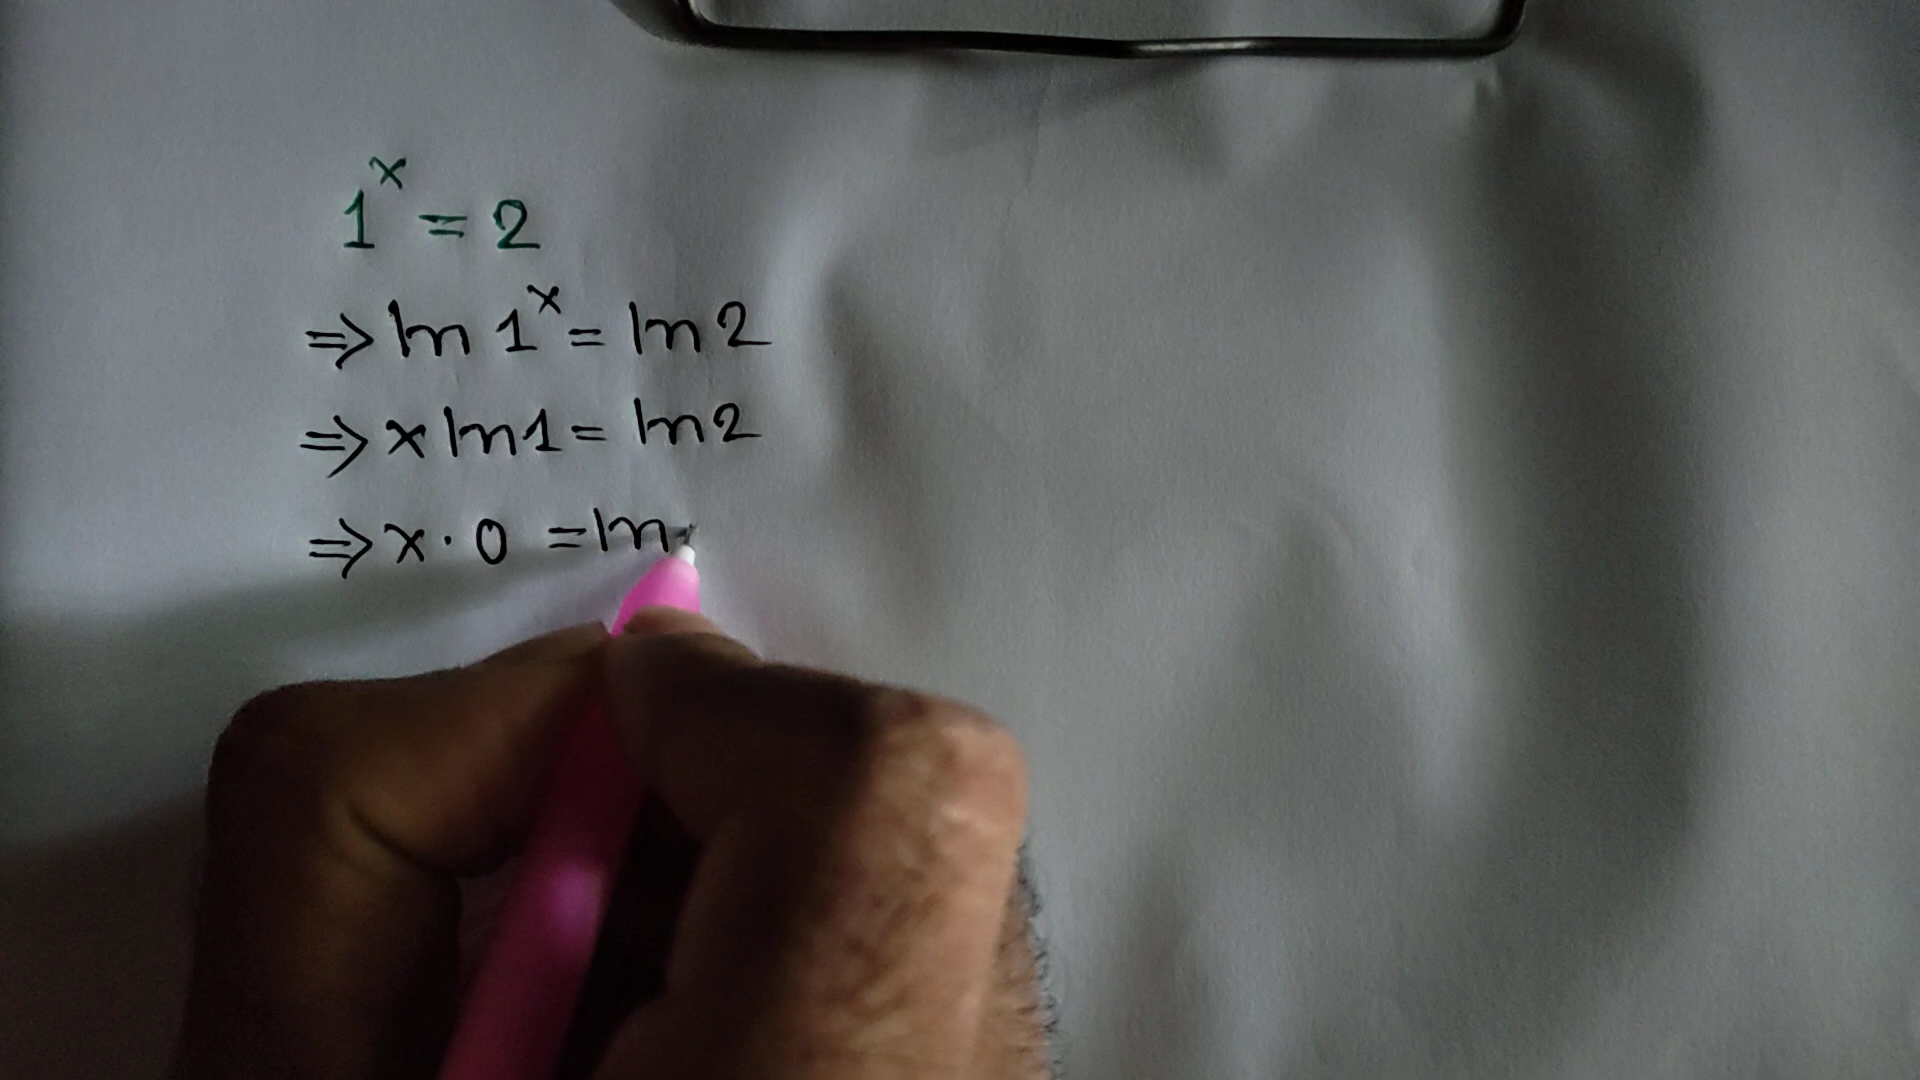 1^x = 2
⇒ ln 1^x = ln 2
⇒ x ln 1 = ln 2
⇒ x · 0 = ln